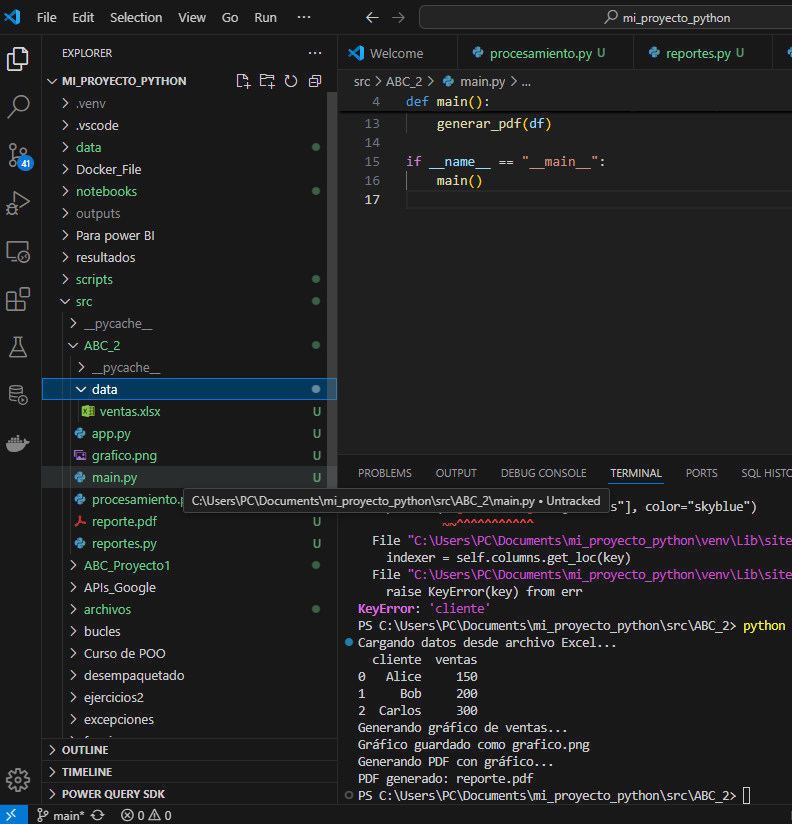 File Edit Selection View Go Run ··· mi_proyecto_python
EXPLORER
MI_PROYECTO_PYTHON
.venv
.vscode
data
Docker_File
notebooks
outputs
Para power BI
resultados
scripts
src
__pycache__
ABC_2
__pycache__
data
ventas.xlsx U
app.py U
grafico.png U
main.py U
procesamiento.p
reporte.pdf U
reportes.py U
ABC_Proyecto1
APIs_Google
archivos
bucles
Curso de POO
desempaquetado
ejercicios2
excepciones
OUTLINE
TIMELINE
POWER QUERY SDK
41
Welcome procesamiento.py U reportes.py U
src > ABC_2 > main.py > ...
4 def main():
13 generar_pdf(df)
14
15 if __name__ == "__main__":
16 main()
17
PROBLEMS OUTPUT DEBUG CONSOLE TERMINAL PORTS SQL HISTO
C:\Users\PC\Documents\mi_proyecto_python\src\ABC_2\main.py • Untracked
s"], color="skyblue")
~~^^^^^^^^^^^
File "C:\Users\PC\Documents\mi_proyecto_python\venv\Lib\site
indexer = self.columns.get_loc(key)
File "C:\Users\PC\Documents\mi_proyecto_python\venv\Lib\site
raise KeyError(key) from err
KeyError: 'cliente'
PS C:\Users\PC\Documents\mi_proyecto_python\src\ABC_2> python
Cargando datos desde archivo Excel...
cliente ventas
0 Alice 150
1 Bob 200
2 Carlos 300
Generando gráfico de ventas...
Gráfico guardado como grafico.png
Generando PDF con gráfico...
PDF generado: reporte.pdf
PS C:\Users\PC\Documents\mi_proyecto_python\src\ABC_2>
main* 0 0